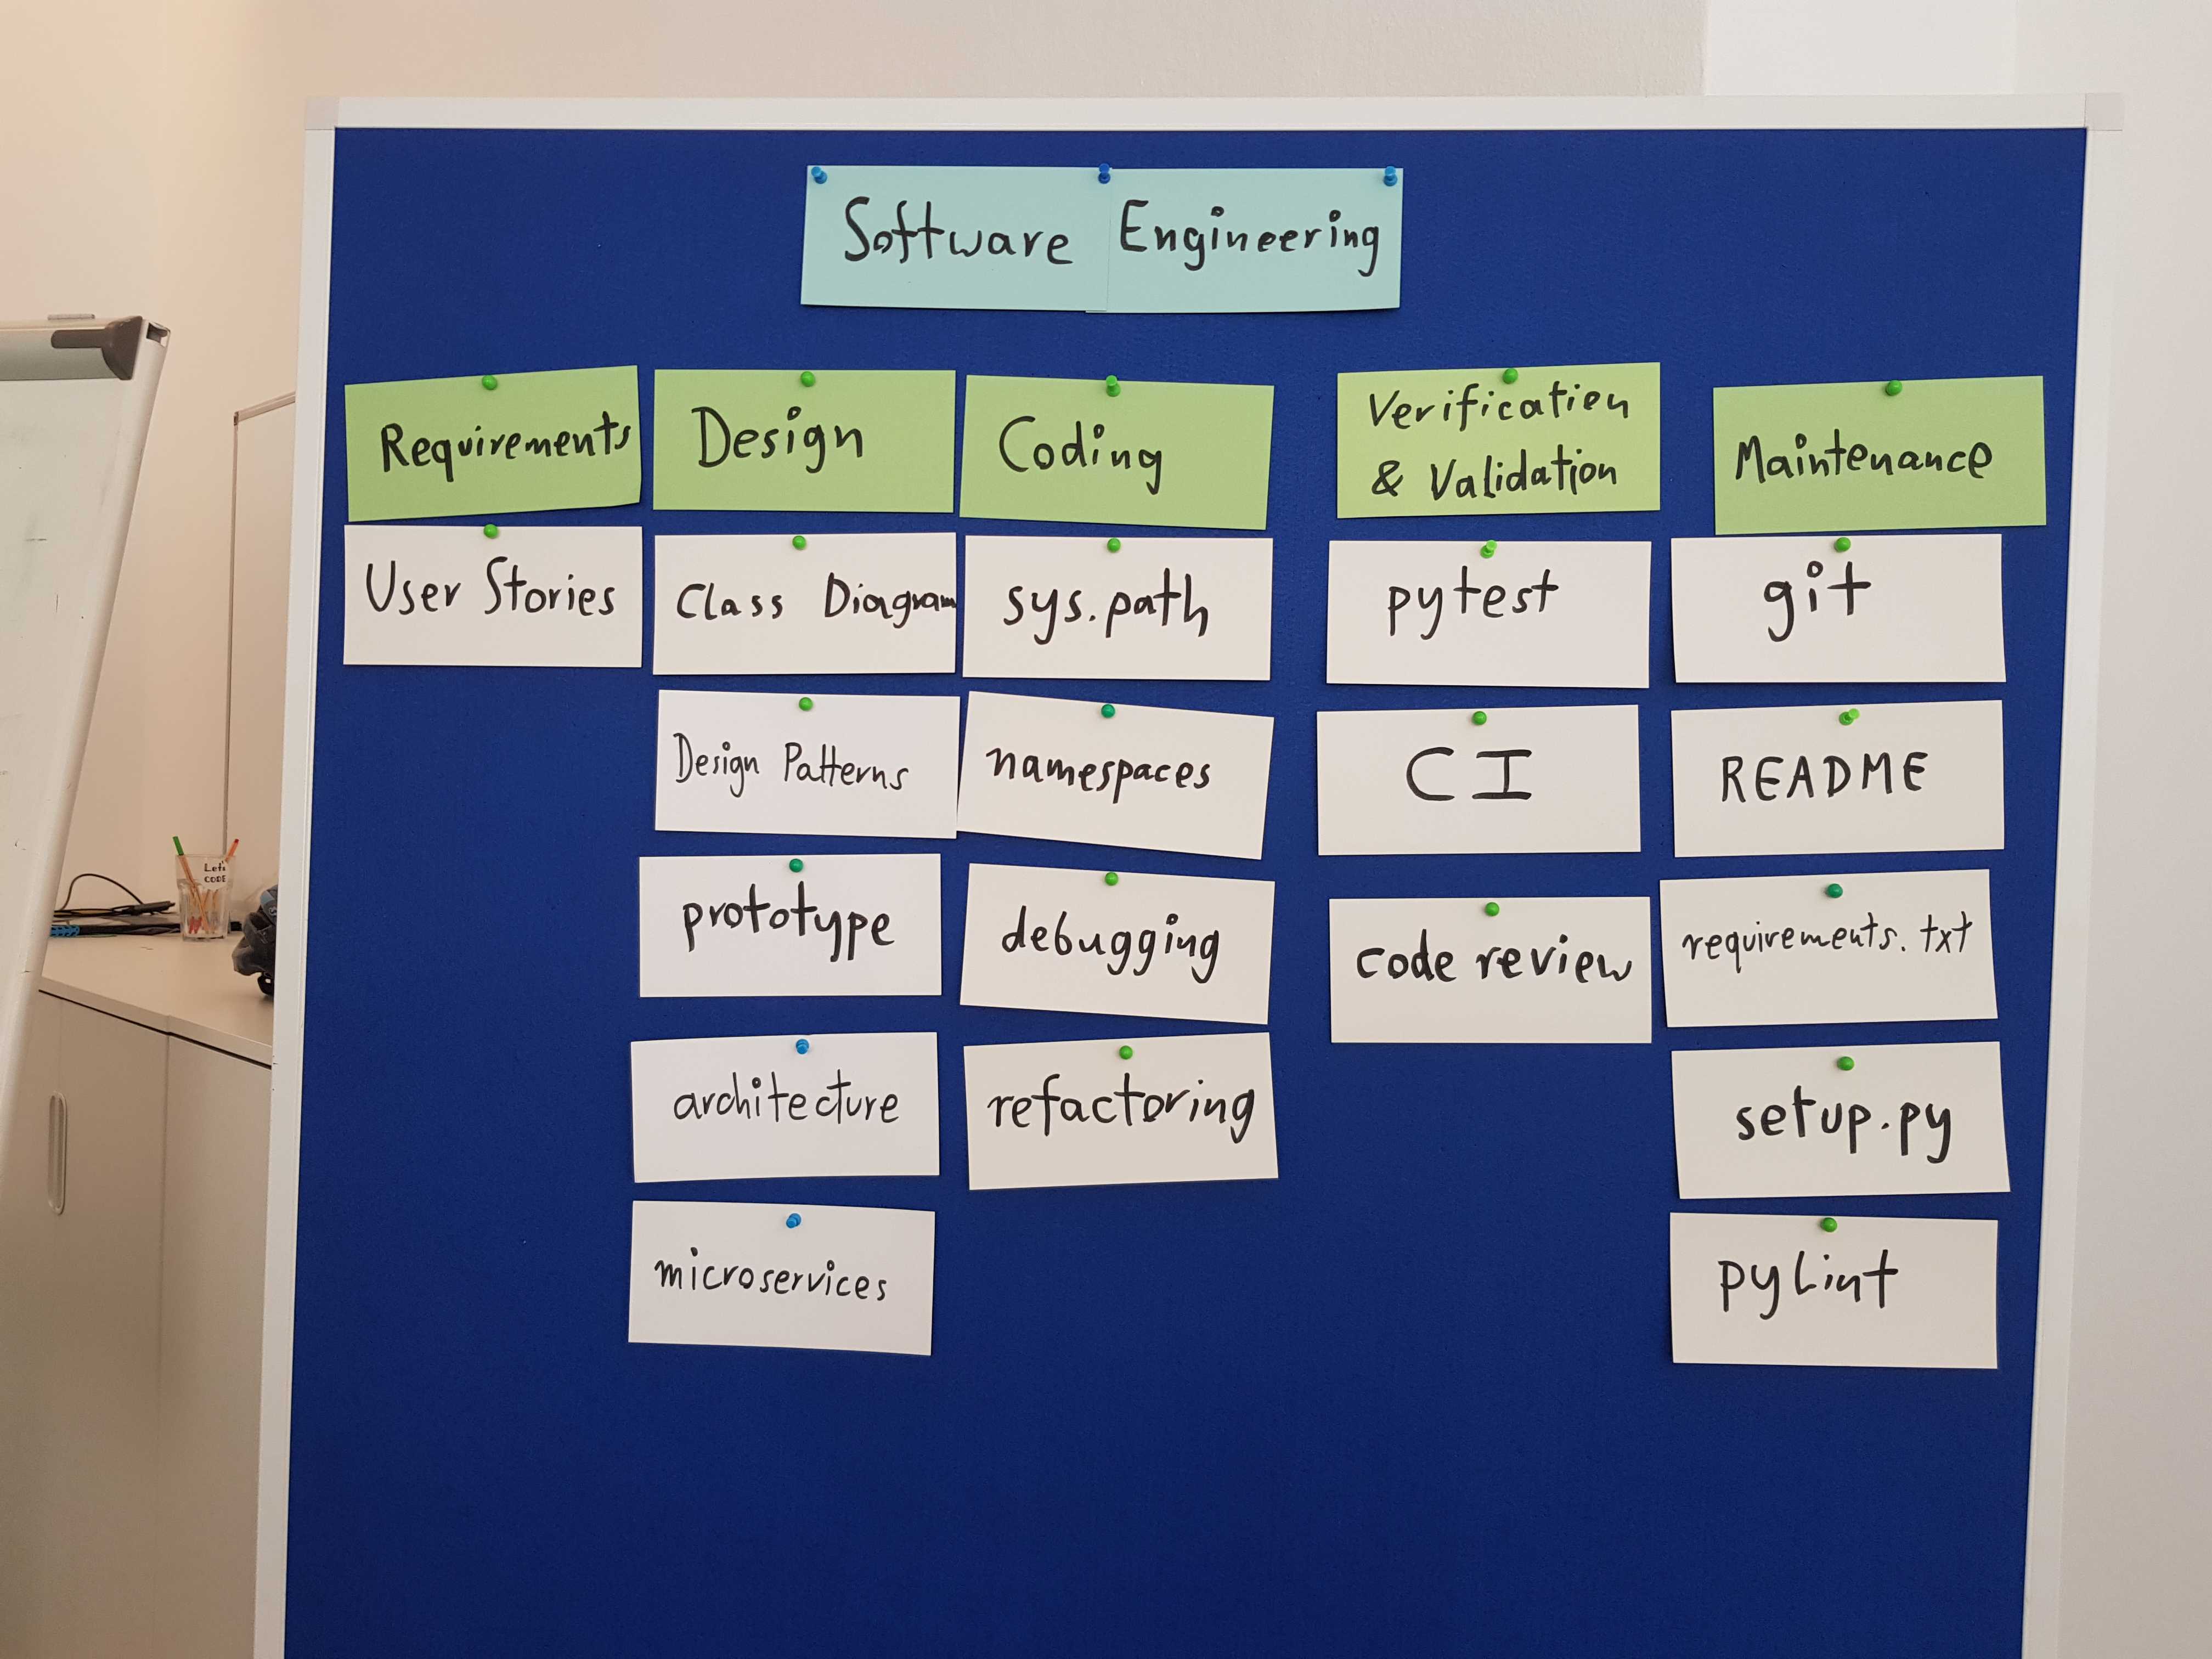 Software Engineering
Requirements
User Stories
Design
Class Diagram
Design Patterns
prototype
architecture
microservices
Coding
sys.path
namespaces
debugging
refactoring
Verification
& Validation
pytest
CI
code review
Maintenance
git
README
requirements.txt
setup.py
pyLint
Let's
CODE